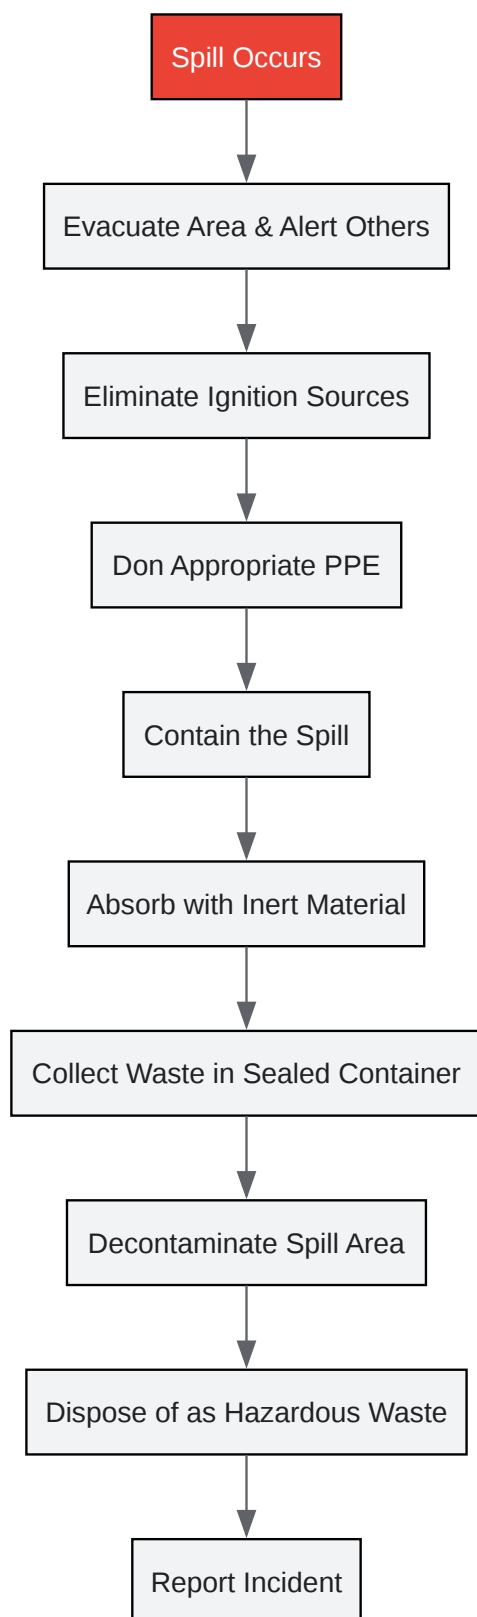 Spill Occurs
Evacuate Area & Alert Others
Eliminate Ignition Sources
Don Appropriate PPE
Contain the Spill
Absorb with Inert Material
Collect Waste in Sealed Container
Decontaminate Spill Area
Dispose of as Hazardous Waste
Report Incident